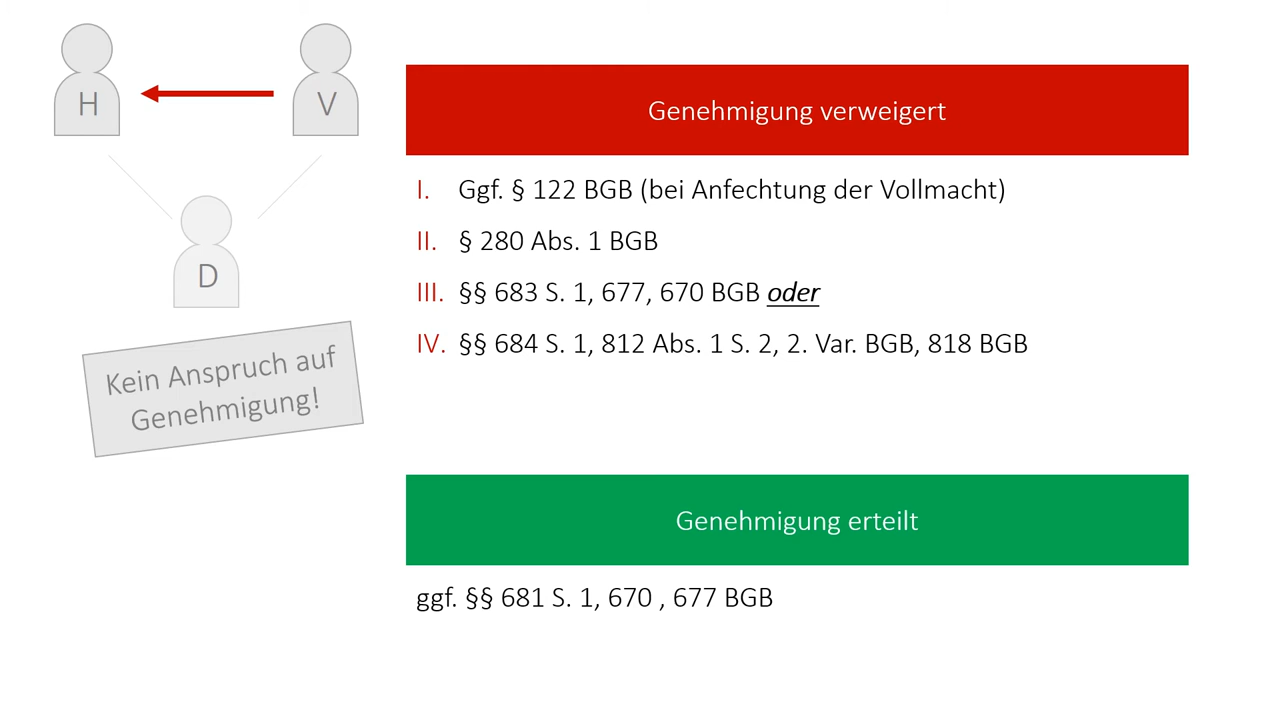 H
V
D
Kein Anspruch auf
Genehmigung!
Genehmigung verweigert
I. Ggf. § 122 BGB (bei Anfechtung der Vollmacht)
II. § 280 Abs. 1 BGB
III. §§ 683 S. 1, 677, 670 BGB oder
IV. §§ 684 S. 1, 812 Abs. 1 S. 2, 2. Var. BGB, 818 BGB
Genehmigung erteilt
ggf. §§ 681 S. 1, 670 , 677 BGB